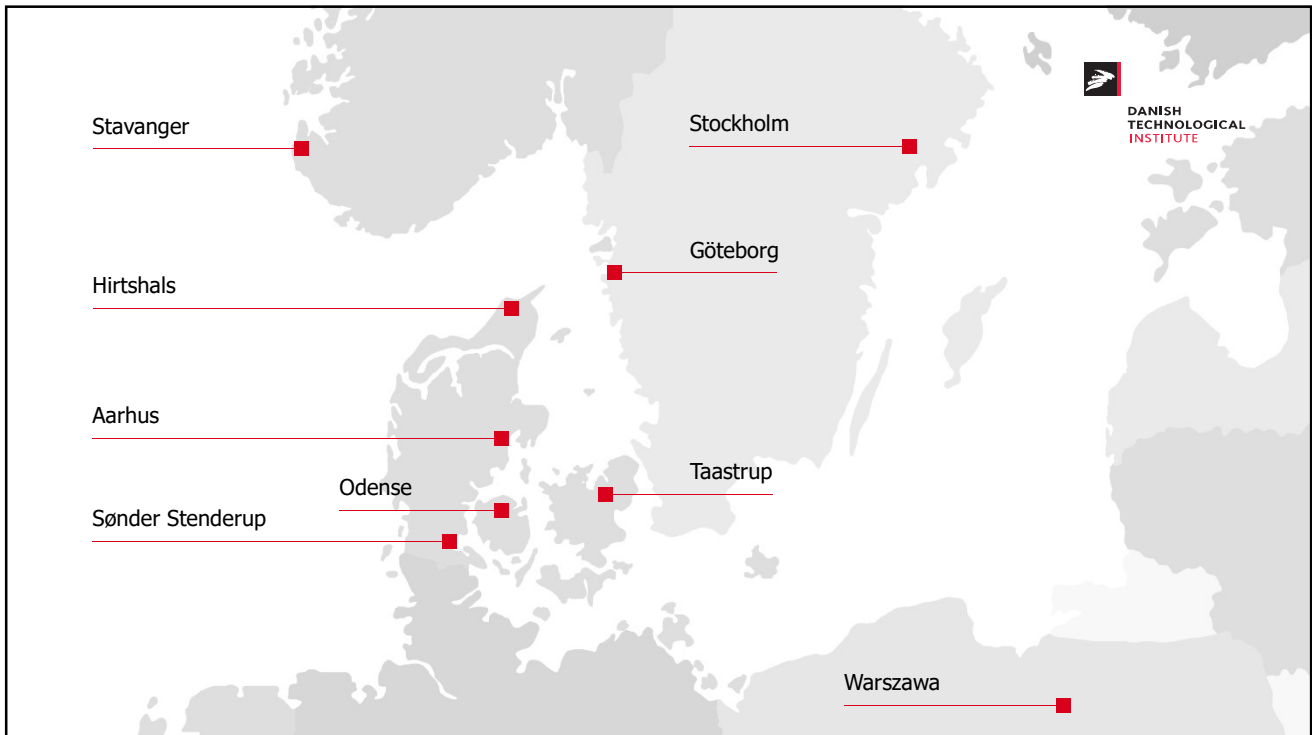 Stavanger
Stockholm
DANISH
TECHNOLOGICAL
INSTITUTE
Göteborg
Hirtshals
Aarhus
Taastrup
Odense
Sønder Stenderup
Warszawa